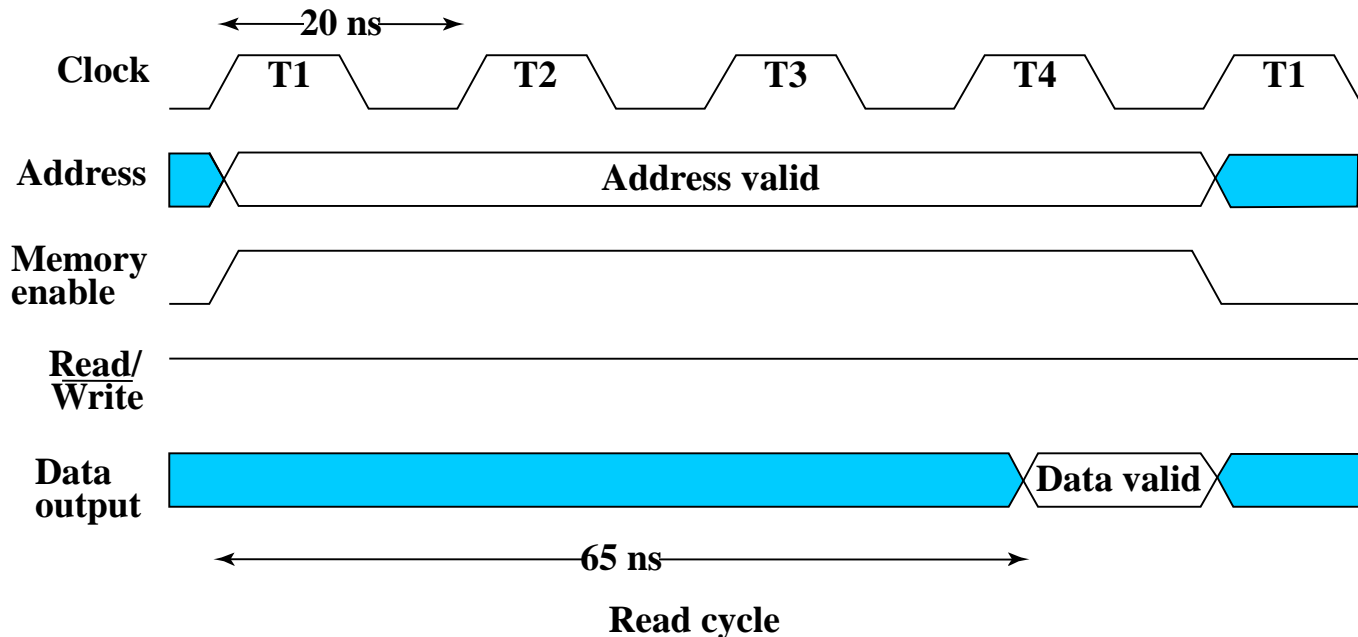 20 ns
Clock
T1 T2 T3 T4 T1
Address
Address valid
Memory
enable
Read/
Write
Data
output
Data valid
65 ns
Read cycle